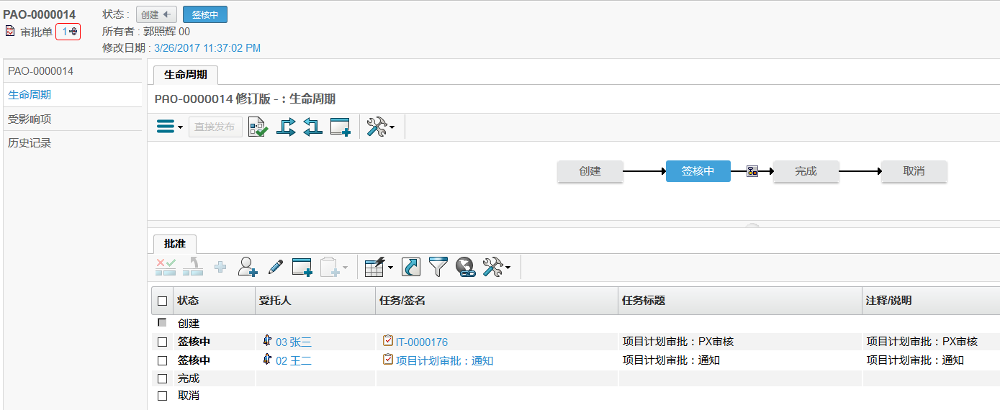 PAO-0000014
状态 : 创建 签核中
审批单 1
所有者 : 郭照辉 00
修改日期 : 3/26/2017 11:37:02 PM
PAO-0000014
生命周期
受影响项
历史记录
生命周期
PAO-0000014 修订版 - : 生命周期
直接发布
创建 签核中 完成 取消
批准
状态 受托人 任务/签名 任务标题 注释/说明
创建
签核中 03 张三 IT-0000176 项目计划审批：PX审核 项目计划审批：PX审核
签核中 02 王二 项目计划审批：通知 项目计划审批：通知 项目计划审批：通知
完成
取消